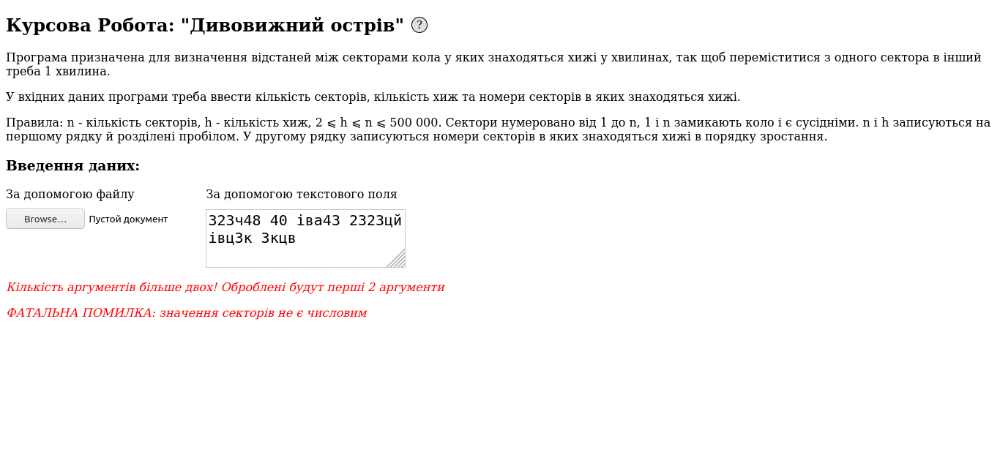 Курсова Робота: "Дивовижний острів" ?
Програма призначена для визначення відстаней між секторами кола у яких знаходяться хижі у хвилинах, так щоб переміститися з одного сектора в інший
треба 1 хвилина.
У вхідних даних програми треба ввести кількість секторів, кількість хиж та номери секторів в яких знаходяться хижі.
Правила: n - кількість секторів, h - кількість хиж, 2 ⩽ h ⩽ n ⩽ 500 000. Сектори нумеровано від 1 до n, 1 і n замикають коло і є сусідніми. n і h записуються на
першому рядку й розділені пробілом. У другому рядку записуються номери секторів в яких знаходяться хижі в порядку зростання.
Введення даних:
За допомогою файлу
За допомогою текстового поля
Browse... Пустой документ
323ч48 40 іва43 2323цй
івц3к 3кцв
Кількість аргументів більше двох! Оброблені будут перші 2 аргументи
ФАТАЛЬНА ПОМИЛКА: значення секторів не є числовим